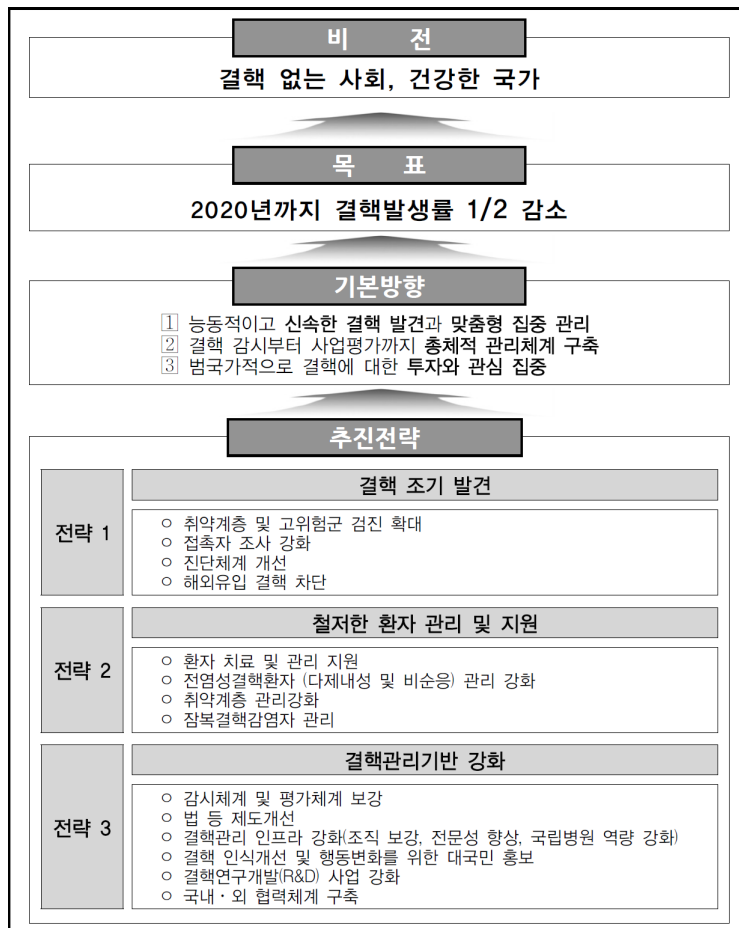 비 전
결핵 없는 사회, 건강한 국가
목 표
2020년까지 결핵발생률 1/2 감소
기본방향
1 능동적이고 신속한 결핵 발견과 맞춤형 집중 관리
2 결핵 감시부터 사업평가까지 총체적 관리체계 구축
3 범국가적으로 결핵에 대한 투자와 관심 집중
추진전략
전략 1
결핵 조기 발견
○ 취약계층 및 고위험군 검진 확대
○ 접촉자 조사 강화
○ 진단체계 개선
○ 해외유입 결핵 차단
전략 2
철저한 환자 관리 및 지원
○ 환자 치료 및 관리 지원
○ 전염성결핵환자 (다제내성 및 비순응) 관리 강화
○ 취약계층 관리강화
○ 잠복결핵감염자 관리
전략 3
결핵관리기반 강화
○ 감시체계 및 평가체계 보강
○ 법 등 제도개선
○ 결핵관리 인프라 강화(조직 보강, 전문성 향상, 국립병원 역량 강화)
○ 결핵 인식개선 및 행동변화를 위한 대국민 홍보
○ 결핵연구개발(R&D) 사업 강화
○ 국내·외 협력체계 구축